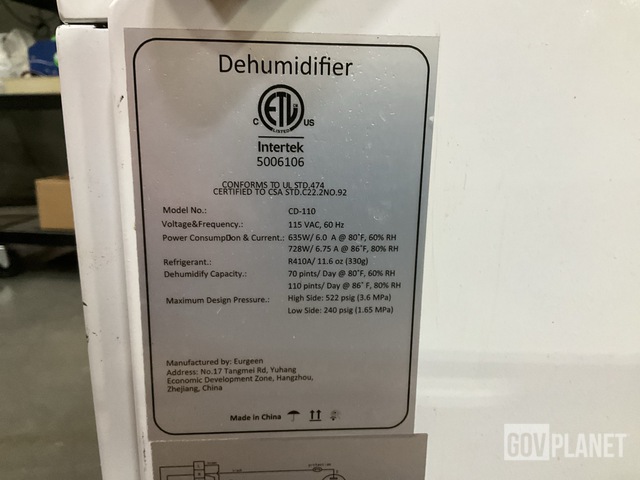 Dehumidifier
ETL
LISTED
C US
Intertek
5006106
CONFORMS TO UL STD.474
CERTIFIED TO CSA STD.C22.2NO.92
Model No.: CD-110
Voltage&Frequency.: 115 VAC, 60 Hz
Power ConsumpDon & Current.: 635W/ 6.0 A @ 80°F, 60% RH
728W/ 6.75 A @ 86°F, 80% RH
Refrigerant.: R410A/ 11.6 oz (330g)
Dehumidify Capacity.: 70 pints/ Day @ 80°F, 60% RH
110 pints/ Day @ 86° F, 80% RH
Maximum Design Pressure.: High Side: 522 psig (3.6 MPa)
Low Side: 240 psig (1.65 MPa)
Manufactured by: Eurgeen
Address: No.17 Tangmei Rd, Yuhang
Economic Development Zone, Hangzhou,
Zhejiang, China
Made in China
GOVPLANET